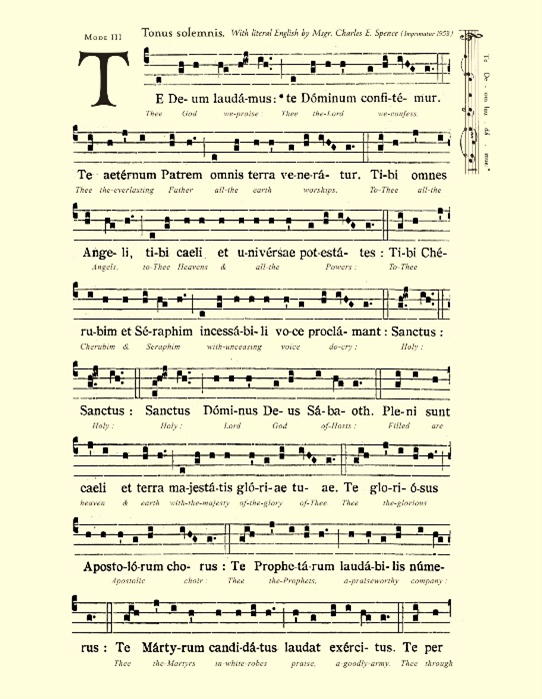 Tonus solemnis. With literal English by Msgr. Charles E. Spence (Imprimatur 1953)
MODE III
TE De- um laudá-mus: * te Dóminum confi-té- mur.
Thee God we-praise: Thee the-Lord we-confess.
Te De- um lau- dá- mus *
Te aetérnum Patrem omnis terra ve-ne-rá- tur. Ti-bi omnes
Thee the-everlasting Father all-the earth worships. To-Thee all-the
Ange- li, ti-bi caeli et u-nivérsae pot-está- tes : Ti-bi Ché-
Angels, to-Thee Heavens & all-the Powers : To-Thee
ru-bim et Sé-raphim incessá-bi-li vo-ce proclá- mant : Sanctus :
Cherubim & Seraphim with-unceasing voice do-cry : Holy :
Sanctus : Sanctus Dómi-nus De- us Sá-ba- oth. Ple-ni sunt
Holy : Holy : Lord God of-Hosts : Filled are
caeli et terra ma-jestá-tis gló-ri-ae tu- ae. Te glo-ri- ó-sus
heaven & earth with-the-majesty of-the-glory of-Thee. Thee the-glorious
Aposto-ló-rum cho- rus : Te Prophe-tá-rum laudá-bi-lis núme-
Apostolic choir : Thee the-Prophets, a-praiseworthy company :
rus : Te Márty-rum candi-dá-tus laudat exérci- tus. Te per
Thee the-Martyrs in-white-robes praise, a-goodly-army. Thee through